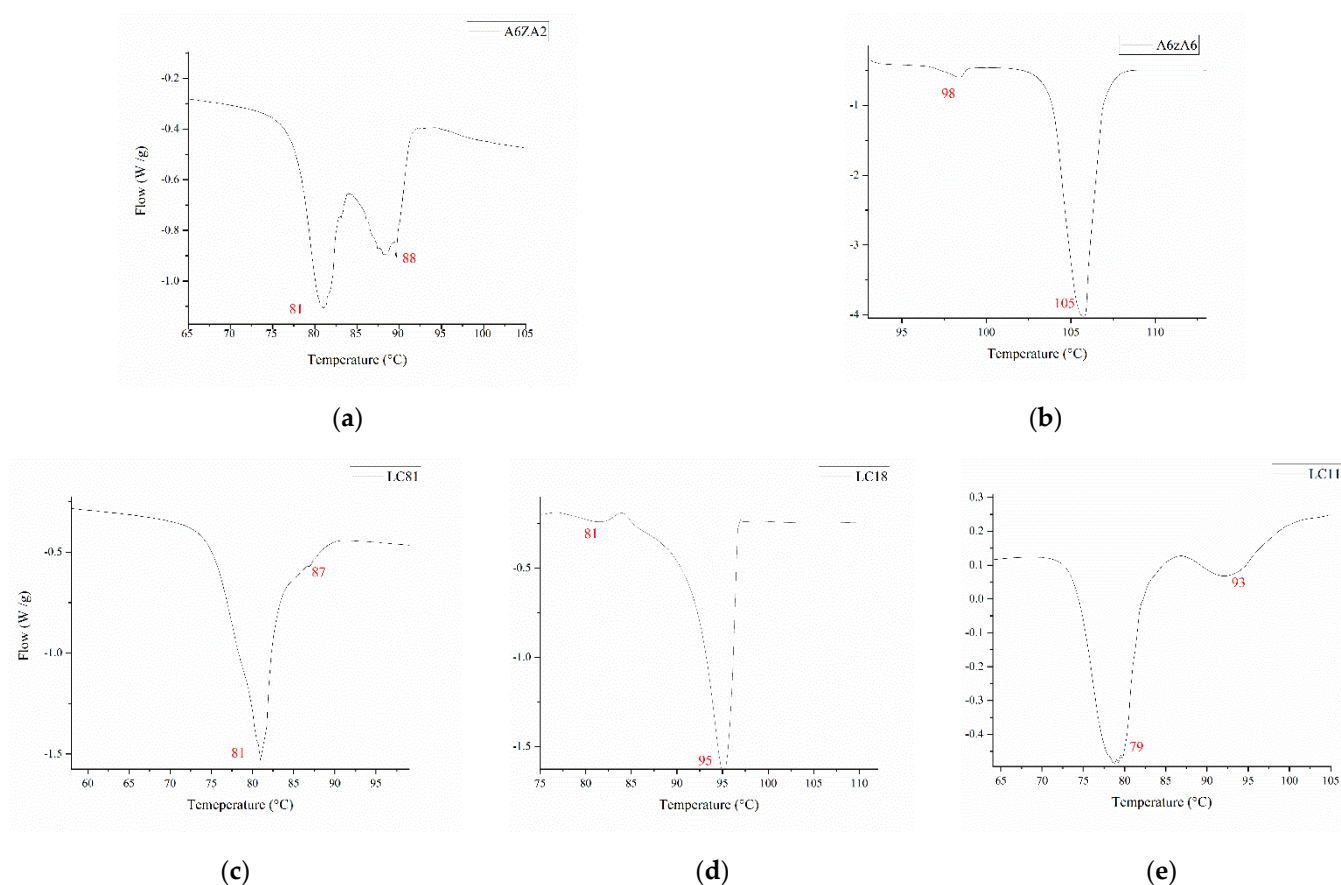 A6ZA2
-0.2
-0.4
-0.6
-0.8
-1.0
Flow (W /g)
81
88
65 70 75 80 85 90 95 100 105
Temperature (°C)
(a)
A6zA6
-1
-2
-3
-4
98
105
95 100 105 110
Temperature (°C)
(b)
LC81
-0.5
-1.0
-1.5
Flow (W /g)
87
81
60 65 70 75 80 85 90 95
Temeperature (°C)
(c)
LC18
-0.5
-1.0
-1.5
81
95
75 80 85 90 95 100 105 110
Temperature (°C)
(d)
LC11
0.3
0.2
0.1
0.0
-0.1
-0.2
-0.3
-0.4
93
79
65 70 75 80 85 90 95 100 105
Temperature (°C)
(e)